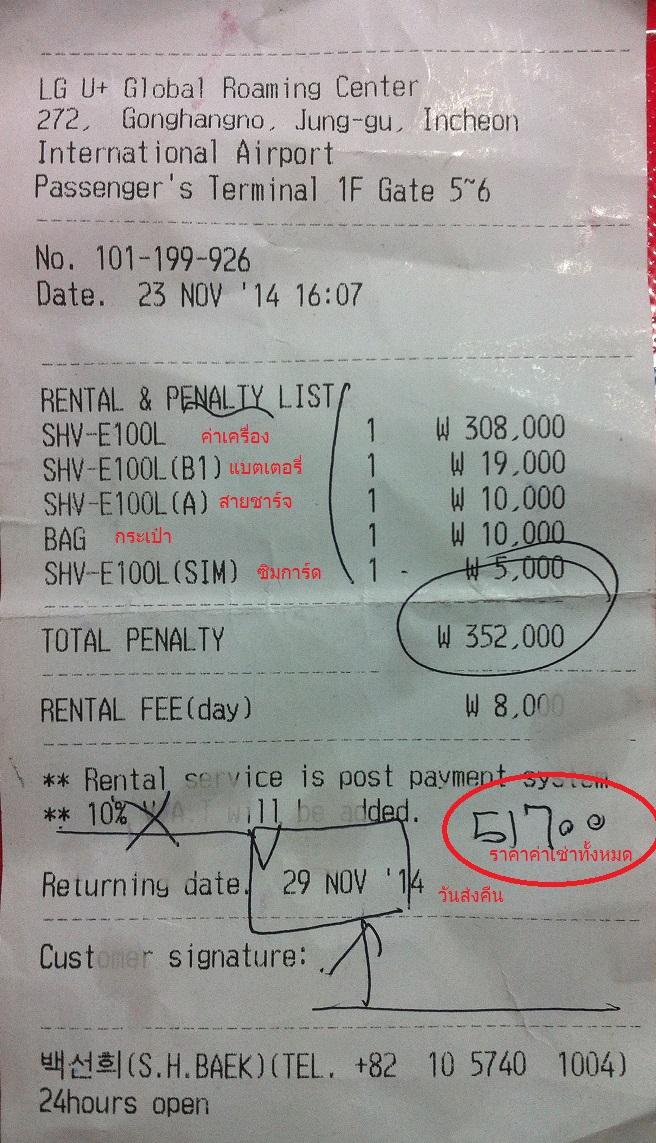 LG U+ Global Roaming Center
272, Gonghangno, Jung-gu, Incheon
International Airport
Passenger's Terminal 1F Gate 5~6
No. 101-199-926
Date. 23 NOV '14 16:07
RENTAL & PENALTY LIST
SHV-E100L ค่าเครื่อง 1 ₩ 308,000
SHV-E100L(B1) แบตเตอรี่ 1 ₩ 19,000
SHV-E100L(A) สายชาร์จ 1 ₩ 10,000
BAG กระเป๋า 1 ₩ 10,000
SHV-E100L(SIM) ซิมการ์ด 1 - ₩ 5,000
TOTAL PENALTY ₩ 352,000
RENTAL FEE(day) ₩ 8,000
** Rental service is post payment system
** 10% V.A.T will be added.
51700
ราคาค่าเช่าทั้งหมด
Returning date. 29 NOV '14 วันส่งคืน
Customer signature:
백선희(S.H.BAEK)(TEL. +82 10 5740 1004)
24hours open